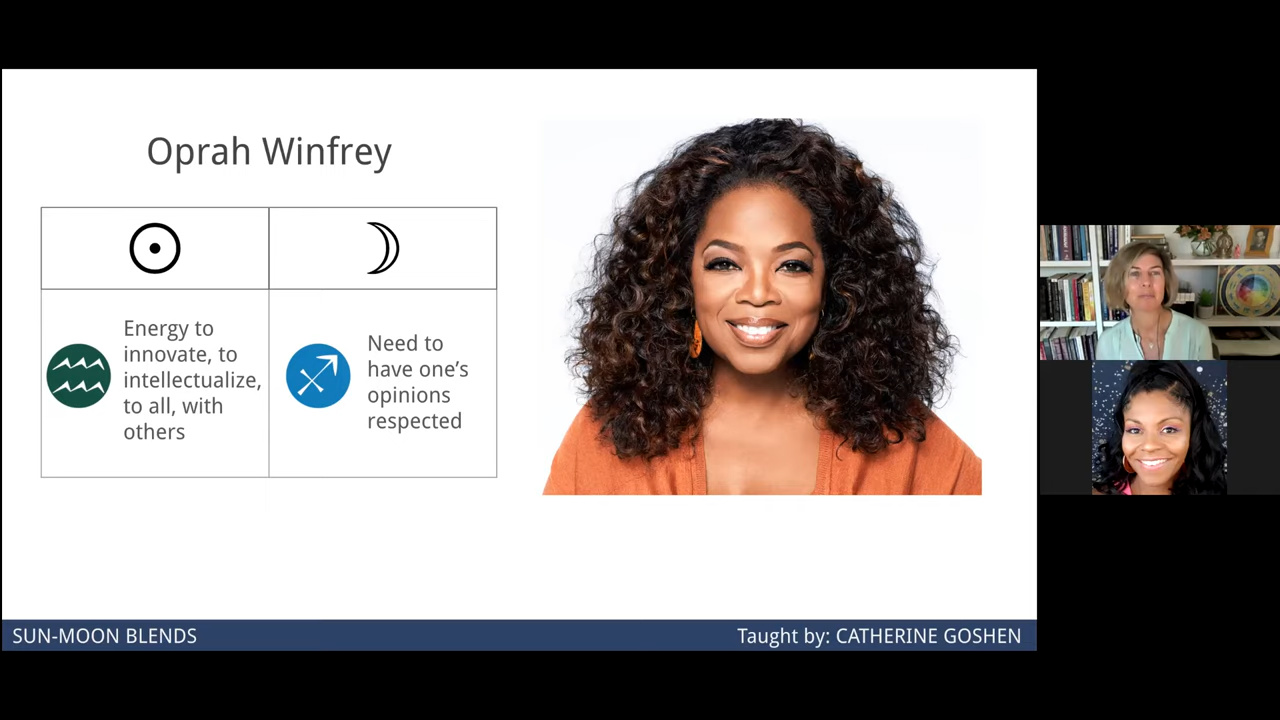 Oprah Winfrey
Energy to
innovate, to
intellectualize,
to all, with
others
Need to
have one's
opinions
respected
SUN-MOON BLENDS
Taught by: CATHERINE GOSHEN